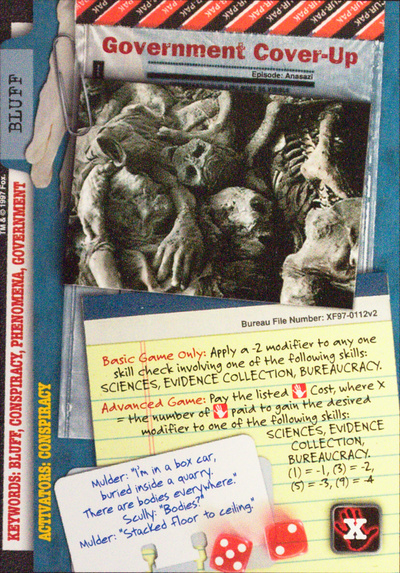 UR-PAK CUR-PAK CUR-PAK CUR-PAK
Government Cover-Up
Episode: Anasazi
BLUFF
TM & © 1997 Fox.
KEYWORDS: BLUFF, CONSPIRACY, PHENOMENA, GOVERNMENT
ACTIVATORS: CONSPIRACY
Bureau File Number: XF97-0112v2
Basic Game Only: Apply a -2 modifier to any one
skill check involving one of the following skills:
SCIENCES, EVIDENCE COLLECTION, BUREAUCRACY.
Advanced Game: Pay the listed Cost, where X
= the number of paid to gain the desired
modifier to one of the following skills:
SCIENCES, EVIDENCE
COLLECTION,
BUREAUCRACY.
(1) = -1, (3) = -2,
(5) = -3, (9) = -4
Mulder: "I'm in a box car,
buried inside a quarry.
There are bodies everywhere."
Scully: "Bodies?"
Mulder: "Stacked floor to ceiling."
X